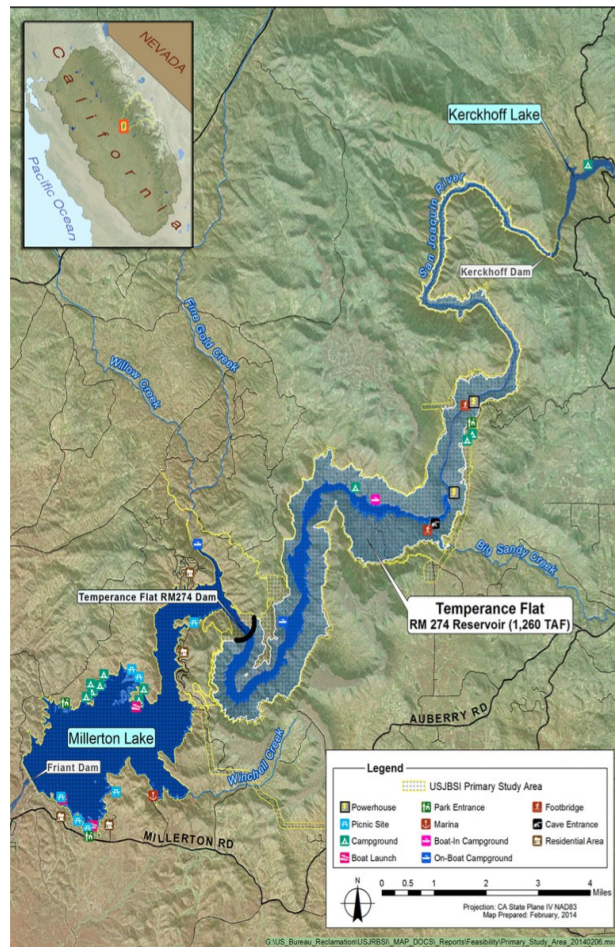 NEVADA
California
Pacific Ocean
Kerckhoff Lake
San Joaquin River
Kerckhoff Dam
Fine Gold Creek
Willow Creek
Big Sandy Creek
Temperance Flat RM274 Dam
Temperance Flat
RM 274 Reservoir (1,260 TAF)
AUBERRY RD
Millerton Lake
Winchell Creek
Friant Dam
MILLERTON RD
Legend
USJBSI Primary Study Area
Powerhouse
Park Entrance
Footbridge
Picnic Site
Marina
Cave Entrance
Campground
Boat-In Campground
Residential Area
Boat Launch
On-Boat Campground
N
0 0.5 1 2 3 4
Miles
Projection: CA State Plane IV NAD83
Map Prepared: February, 2014